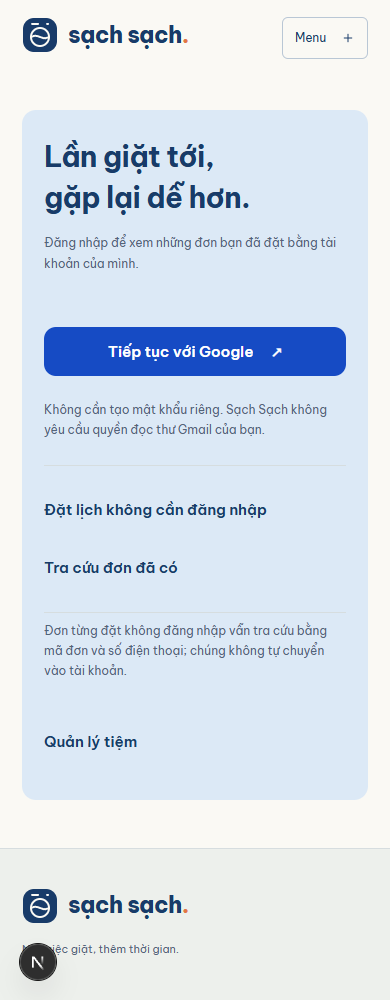 sạch sạch.
Menu +
Lần giặt tới,
gặp lại dễ hơn.
Đăng nhập để xem những đơn bạn đã đặt bằng tài
khoản của mình.
Tiếp tục với Google ↗
Không cần tạo mật khẩu riêng. Sạch Sạch không
yêu cầu quyền đọc thư Gmail của bạn.
Đặt lịch không cần đăng nhập
Tra cứu đơn đã có
Đơn từng đặt không đăng nhập vẫn tra cứu bằng
mã đơn và số điện thoại; chúng không tự chuyển
vào tài khoản.
Quản lý tiệm
sạch sạch.
giặt, thêm thời gian.
N